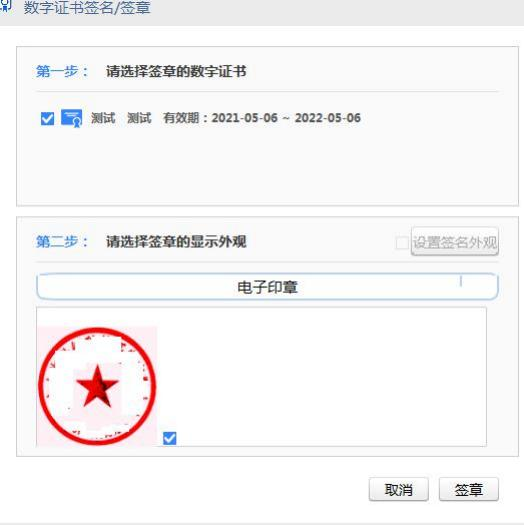 数字证书签名/签章
第一步： 请选择签章的数字证书
测试 测试 有效期：2021-05-06 ~ 2022-05-06
第二步： 请选择签章的显示外观
设置签名外观
电子印章
取消 签章